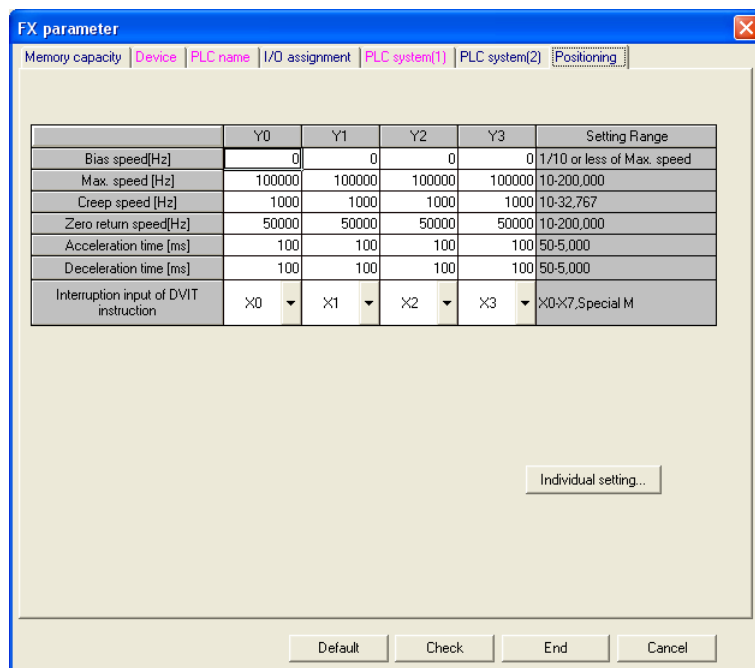 FX parameter
Memory capacity Device PLC name I/O assignment PLC system(1) PLC system(2) Positioning
Y0 Y1 Y2 Y3 Setting Range
Bias speed[Hz] 0 0 0 0 1/10 or less of Max. speed
Max. speed [Hz] 100000 100000 100000 100000 10-200,000
Creep speed [Hz] 1000 1000 1000 1000 10-32,767
Zero return speed[Hz] 50000 50000 50000 50000 10-200,000
Acceleration time [ms] 100 100 100 100 50-5,000
Deceleration time [ms] 100 100 100 100 50-5,000
Interruption input of DVIT
instruction X0 X1 X2 X3 X0-X7,Special M
Individual setting...
Default Check End Cancel